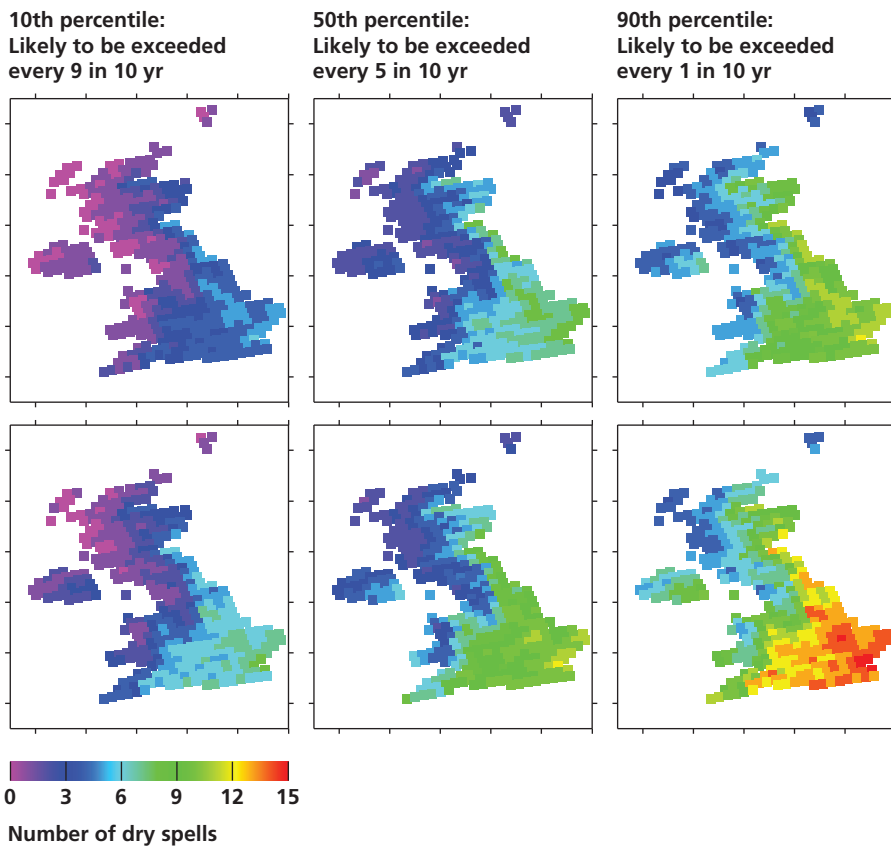 10th percentile:
Likely to be exceeded
every 9 in 10 yr
50th percentile:
Likely to be exceeded
every 5 in 10 yr
90th percentile:
Likely to be exceeded
every 1 in 10 yr
0 3 6 9 12 15
Number of dry spells